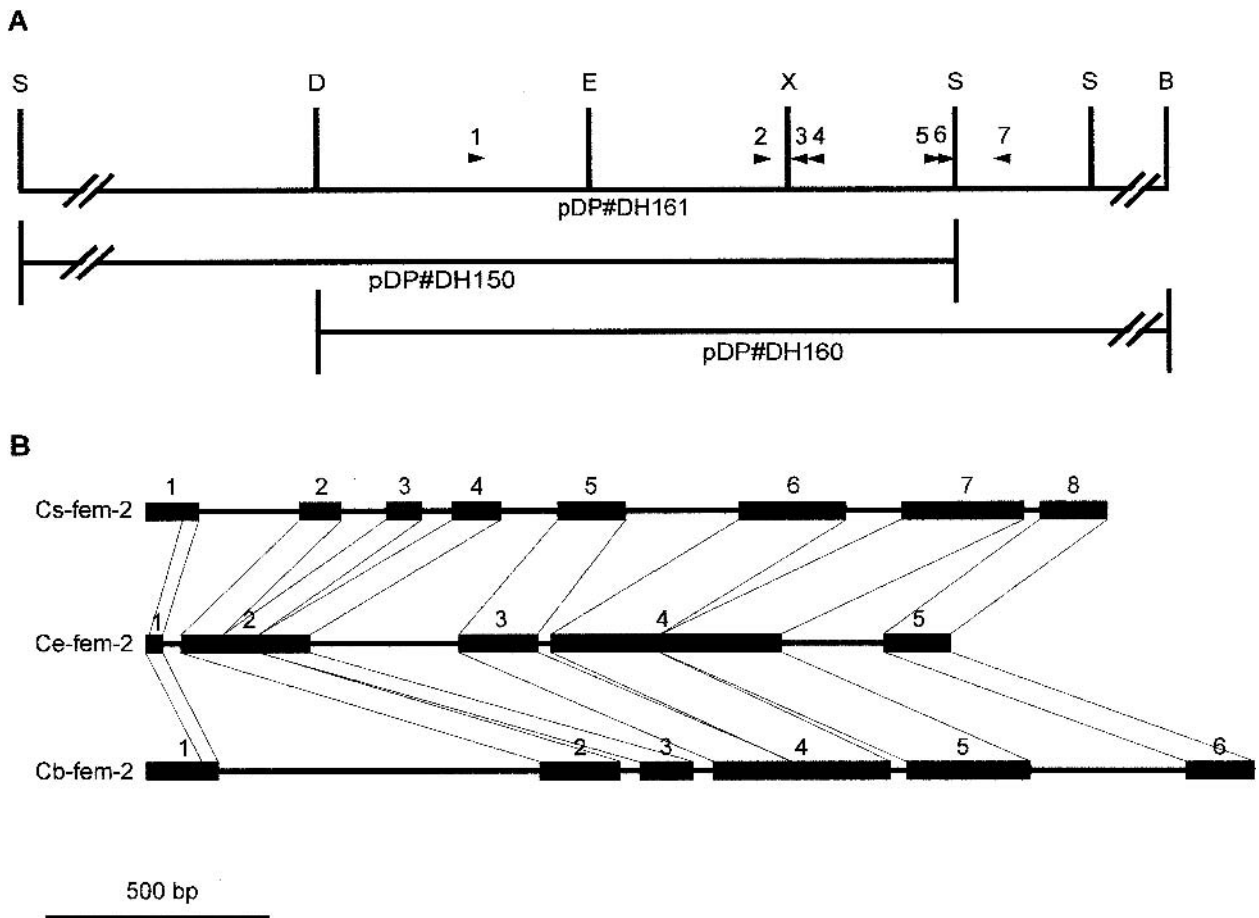 A
S D E X S S B
1 2 3 4 5 6 7
pDP#DH161
pDP#DH150
pDP#DH160
B
1 2 3 4 5 6 7 8
Cs-fem-2
1 2 3 4 5
Ce-fem-2
1 2 3 4 5 6
Cb-fem-2
500 bp